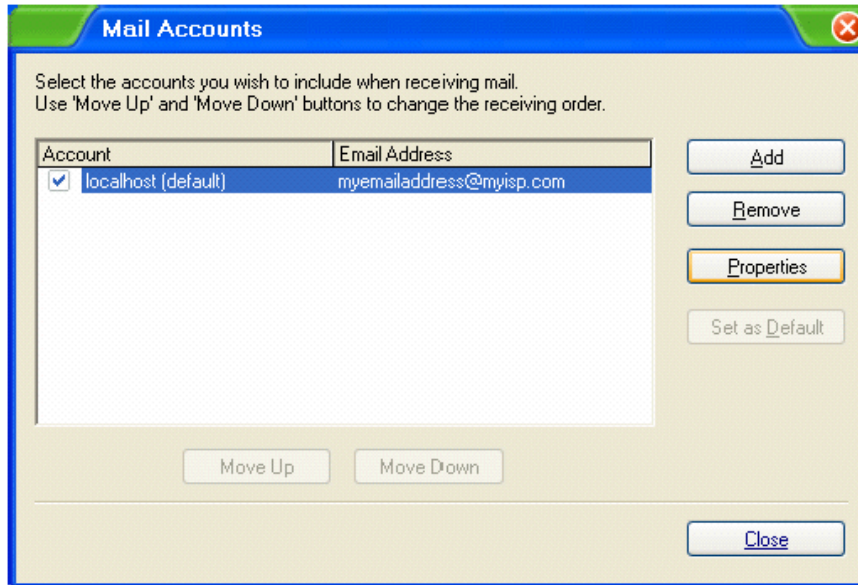 Mail Accounts
Select the accounts you wish to include when receiving mail.
Use 'Move Up' and 'Move Down' buttons to change the receiving order.
Account Email Address
localhost (default) myemailaddress@myisp.com
Add
Remove
Properties
Set as Default
Move Up Move Down
Close